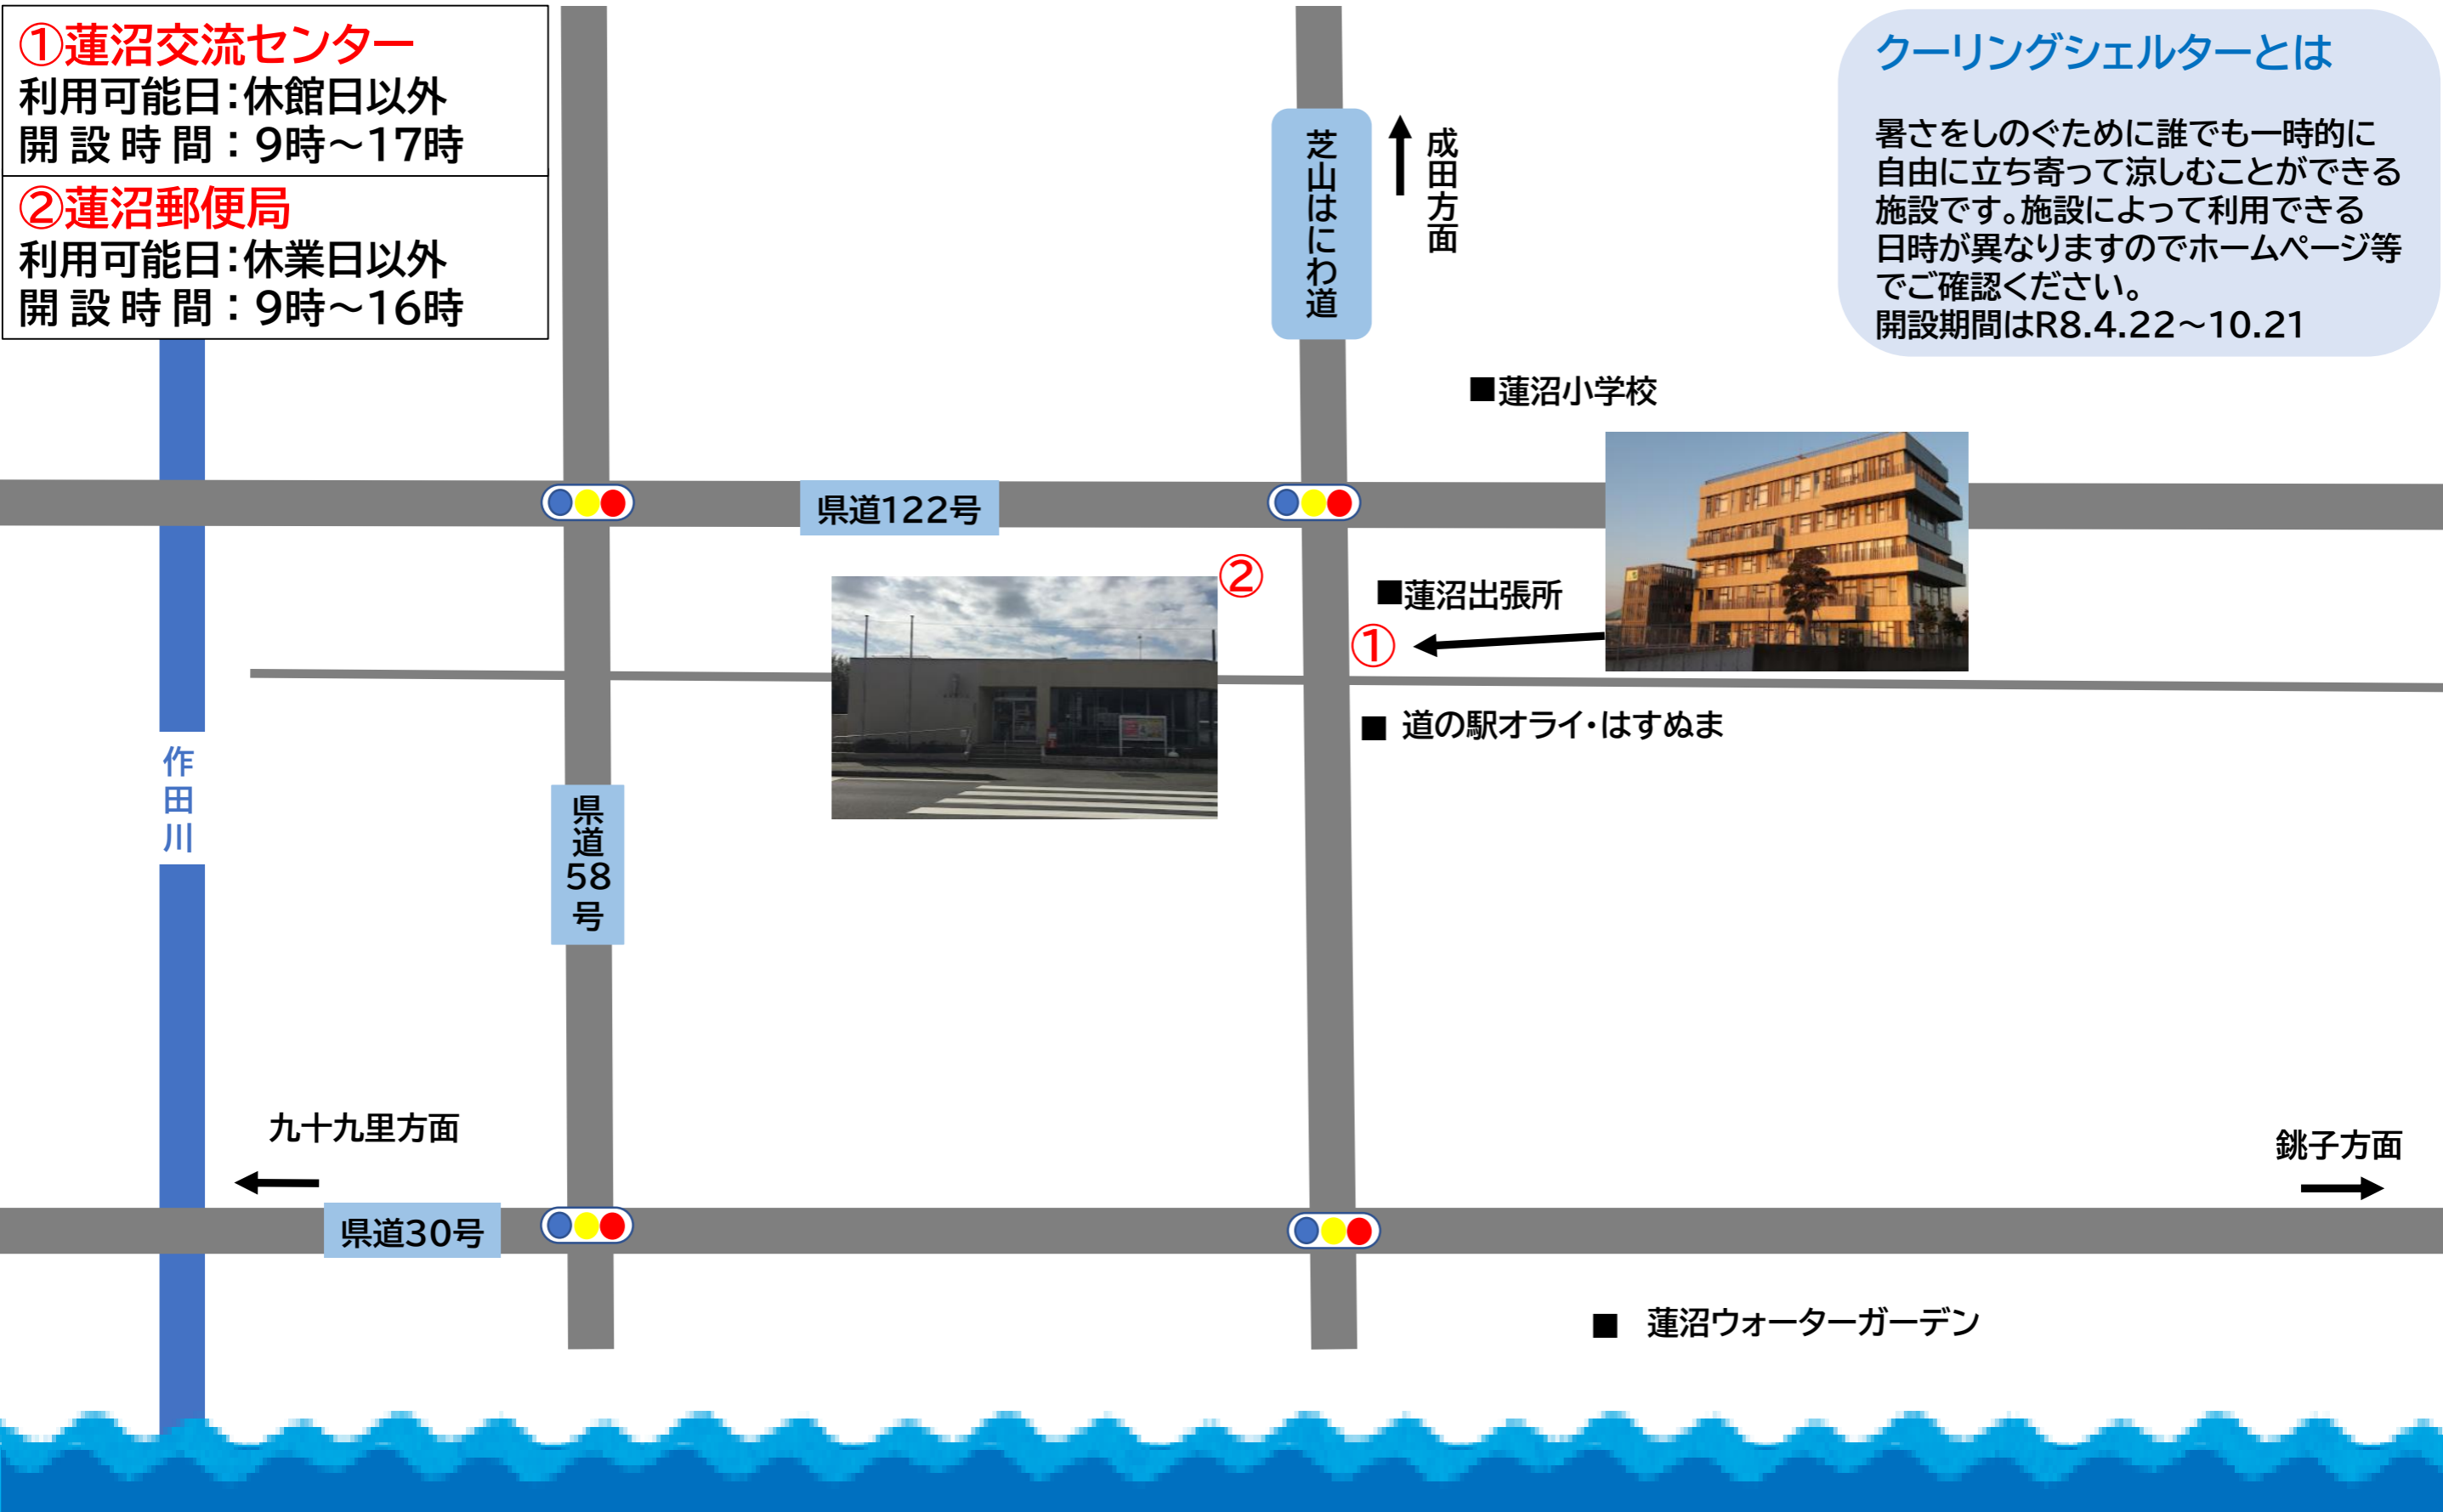 ①蓮沼交流センター
利用可能日：休館日以外
開設時間：9時～17時
②蓮沼郵便局
利用可能日：休業日以外
開設時間：9時～16時
芝山はにわ道
成田方面
クーリングシェルターとは
暑さをしのぐために誰でも一時的に
自由に立ち寄って涼しむことができる
施設です。施設によって利用できる
日時が異なりますのでホームページ等
でご確認ください。
開設期間はR8.4.22～10.21
■蓮沼小学校
県道122号
②
■蓮沼出張所
①
■ 道の駅オライ・はすぬま
作田川
県道58号
九十九里方面
銚子方面
県道30号
■ 蓮沼ウォーターガーデン